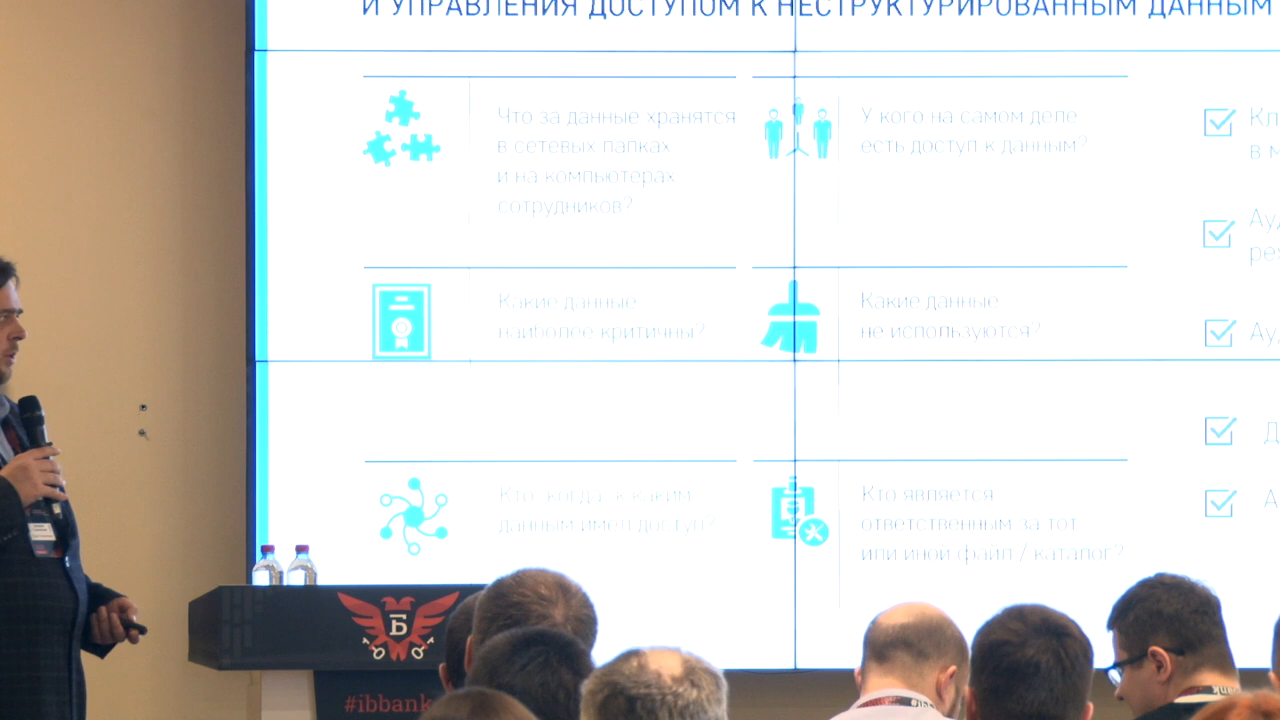 И УПРАВЛЕНИЯ ДОСТУПОМ К НЕСТРУКТУРИРОВАННЫМ ДАННЫМ
Что за данные хранятся
в сетевых папках
и на компьютерах
сотрудников?
У кого на самом деле
есть доступ к данным?
Какие данные
наиболее критичны?
Какие данные
не используются?
Кто, когда, к каким
данным имел доступ?
Кто является
ответственным за тот
или иной файл / каталог?
Б
#ibbank